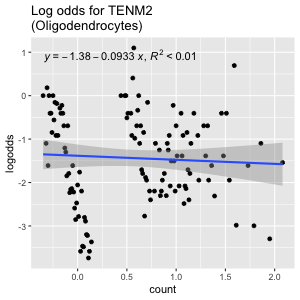 Log odds for TENM2
(Oligodendrocytes)
y = −1.38 − 0.0933 x, R² < 0.01
1
0
-1
-2
-3
logodds
0.0 0.5 1.0 1.5 2.0
count